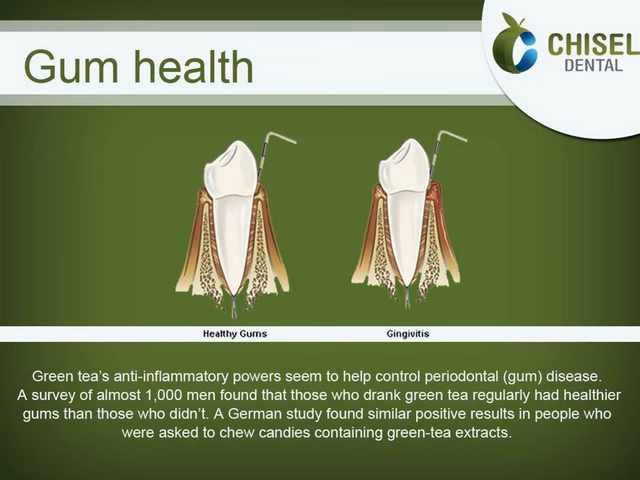 Gum health
CHISEL
DENTAL
Healthy Gums
Gingivitis
Green tea's anti-inflammatory powers seem to help control periodontal (gum) disease.
A survey of almost 1,000 men found that those who drank green tea regularly had healthier
gums than those who didn't. A German study found similar positive results in people who
were asked to chew candies containing green-tea extracts.